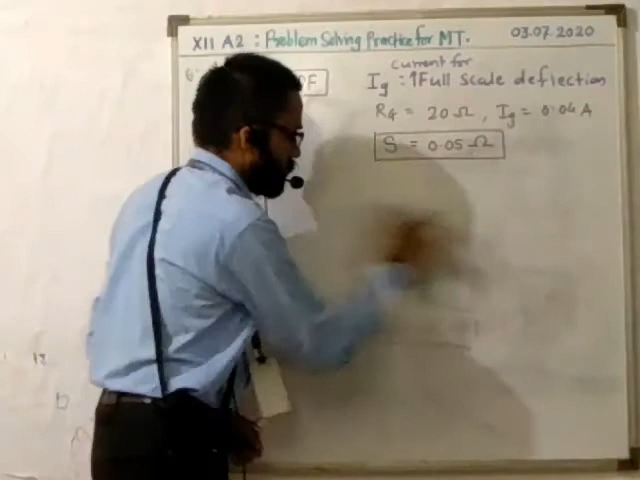 XII A2 : Problem Solving Practice for MT. 03.07.2020
current for
Ig : ↑Full scale deflection
RG = 20 Ω , Ig = 0.04 A
S = 0.05 Ω